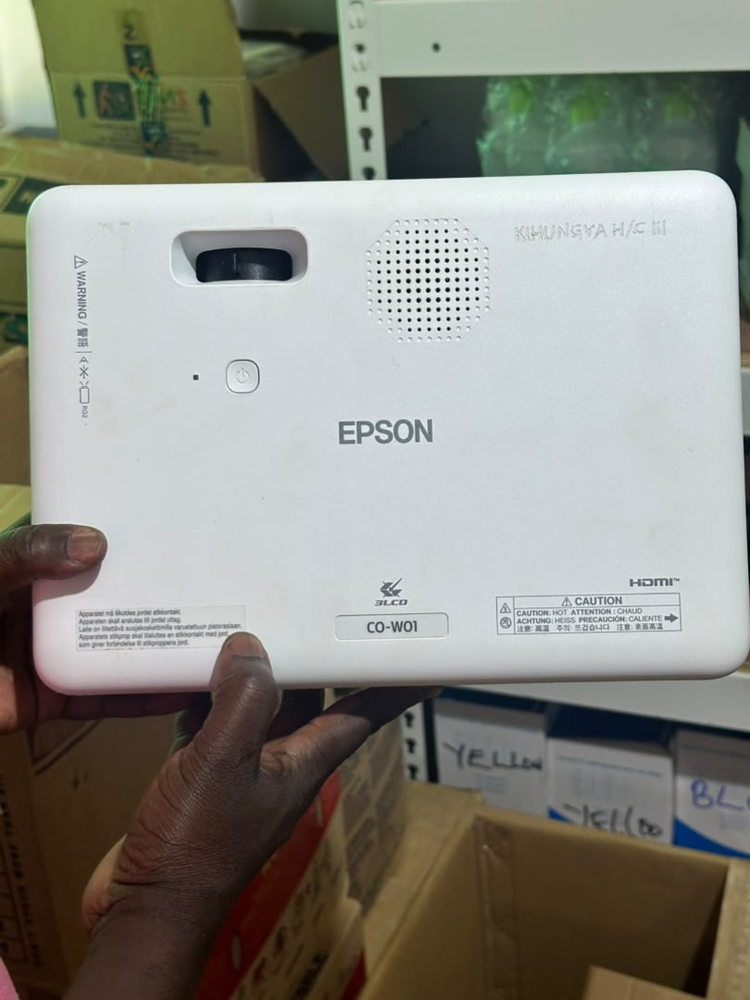 KIHUNGYA H/C III
⚠ WARNING / 警語
RG2
EPSON
3LCD
HDMI™
CO-W01
Apparatet må tilkobles jordet stikkontakt.
Apparaten skall anslutas till jordat uttag.
Laite on liitettävä suojakoskettimilla varustettuun pistorasiaan.
Apparatets stikprop skal tilsluttes en stikkontakt med jord,
som giver forbindelse til stikproppens jord.
⚠ CAUTION
CAUTION: HOT ATTENTION : CHAUD
ACHTUNG: HEISS PRECAUCIÓN: CALIENTE
注意: 高温 주의: 뜨겁습니다 注意: 表面高溫
YELLOW
YELLOO
BL